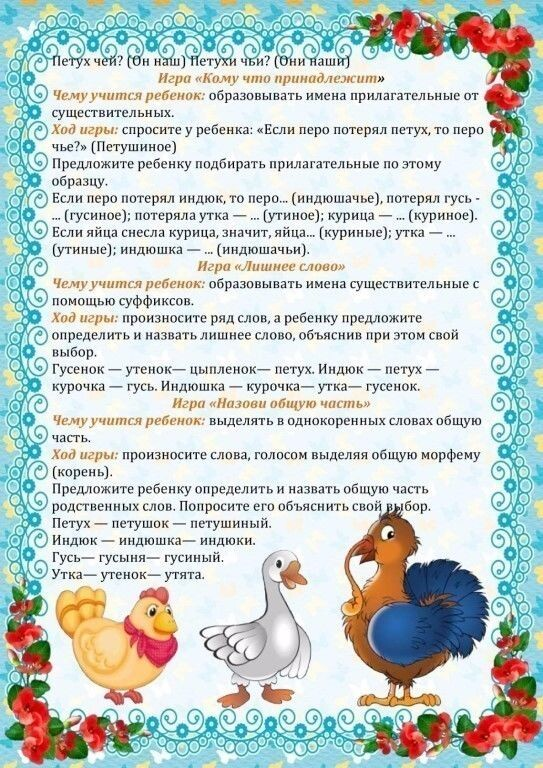 Петух чей? (Он наш) Петухи чьи? (Они наши)
Игра «Кому что принадлежит»
Чему учится ребенок: образовывать имена прилагательные от
существительных.
Ход игры: спросите у ребенка: «Если перо потерял петух, то перо
чье?» (Петушиное)
Предложите ребенку подбирать прилагательные по этому
образцу.
Если перо потерял индюк, то перо... (индюшачье), потерял гусь -
... (гусиное); потеряла утка — ... (утиное); курица — ... (куриное).
Если яйца снесла курица, значит, яйца... (куриные); утка — ...
(утиные); индюшка — ... (индюшачьи).
Игра «Лишнее слово»
Чему учится ребенок: образовывать имена существительные с
помощью суффиксов.
Ход игры: произносите ряд слов, а ребенку предложите
определить и назвать лишнее слово, объяснив при этом свой
выбор.
Гусенок — утенок— цыпленок— петух. Индюк — петух —
курочка — гусь. Индюшка — курочка— утка— гусенок.
Игра «Назови общую часть»
Чему учится ребенок: выделять в однокоренных словах общую
часть.
Ход игры: произносите слова, голосом выделяя общую морфему
(корень).
Предложите ребенку определить и назвать общую часть
родственных слов. Попросите его объяснить свой выбор.
Петух — петушок — петушиный.
Индюк — индюшка— индюки.
Гусь— гусыня— гусиный.
Утка— утенок— утята.